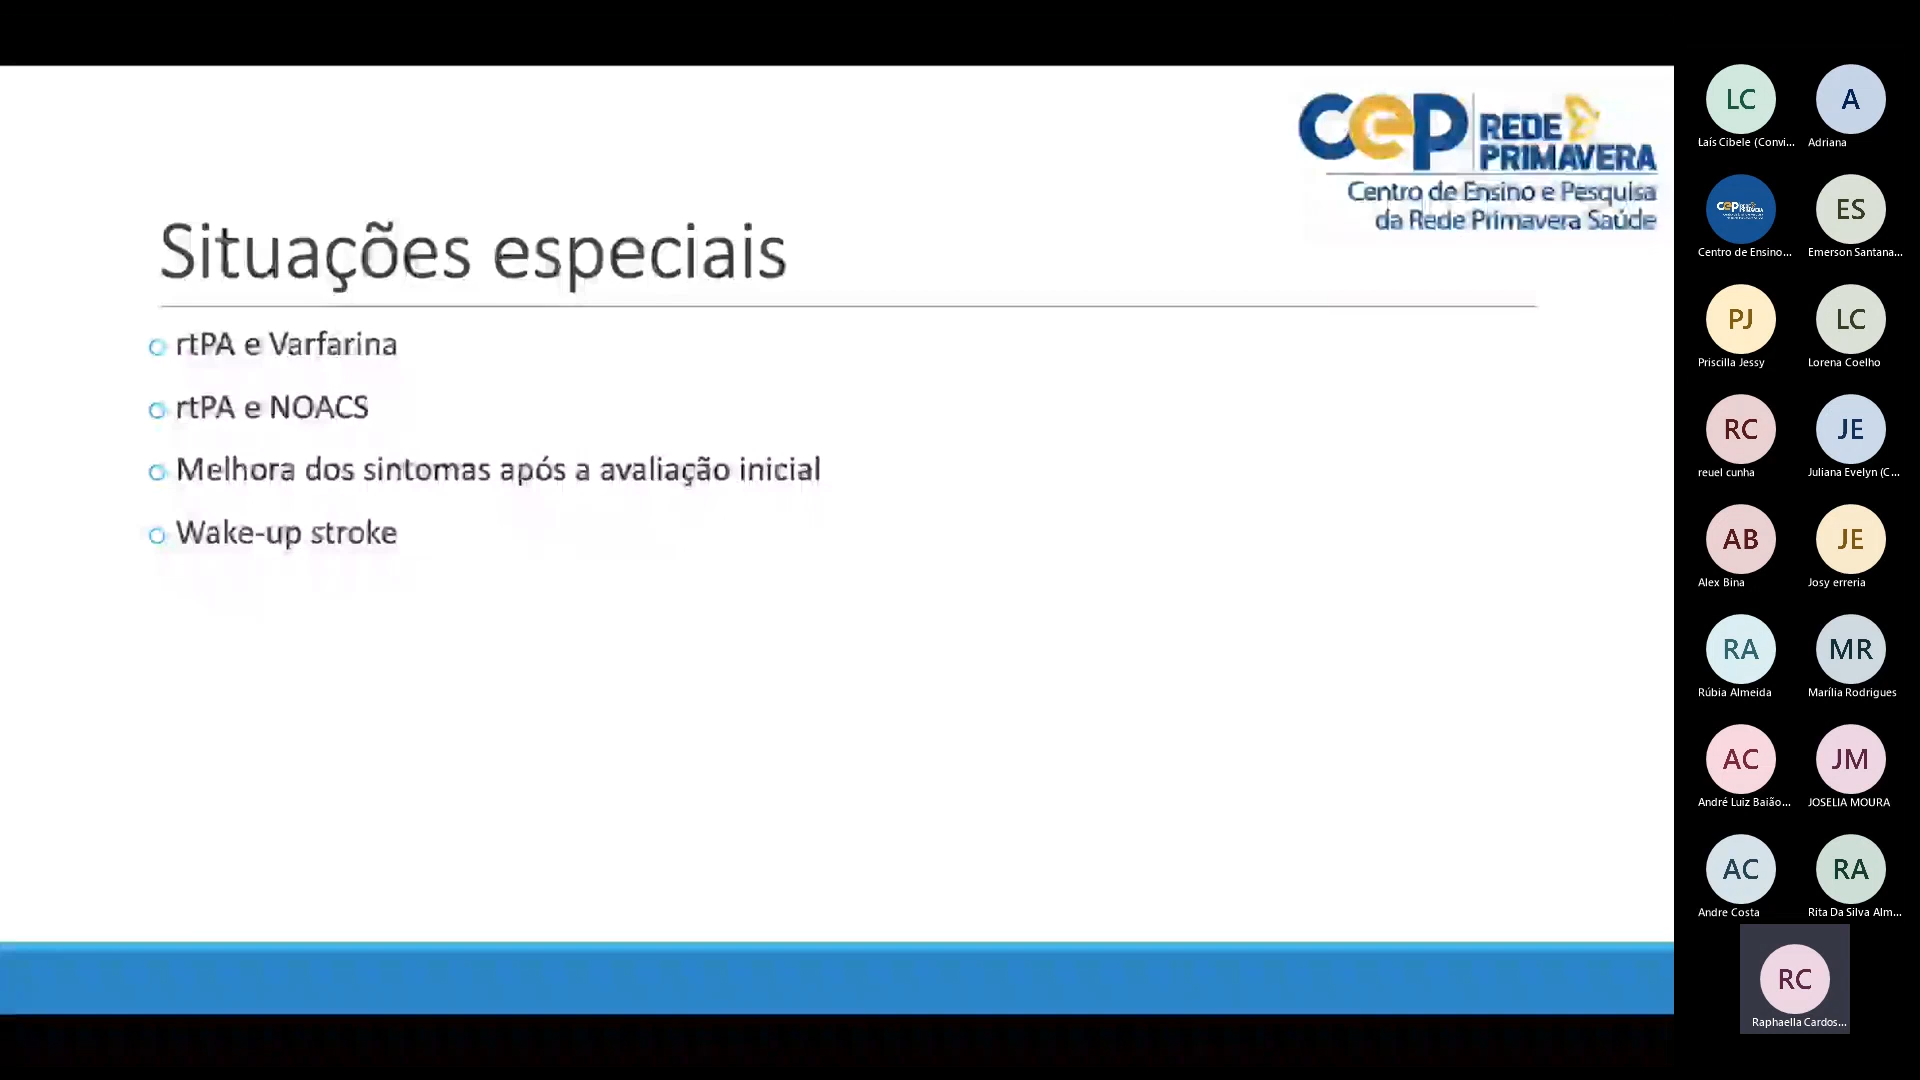 cep REDE PRIMAVERA
Centro de Ensino e Pesquisa
da Rede Primavera Saúde
Situações especiais
rtPA e Varfarina
rtPA e NOACS
Melhora dos sintomas após a avaliação inicial
Wake-up stroke
LC
Laís Cibele (Convi...
A
Adriana
Centro de Ensino...
ES
Emerson Santana...
PJ
Priscilla Jessy
LC
Lorena Coelho
RC
reuel cunha
JE
Juliana Evelyn (C...
AB
Alex Bina
JE
Josy erreria
RA
Rúbia Almeida
MR
Marília Rodrigues
AC
André Luiz Baião...
JM
JOSELIA MOURA
AC
Andre Costa
RA
Rita Da Silva Alm...
RC
Raphaella Cardos...